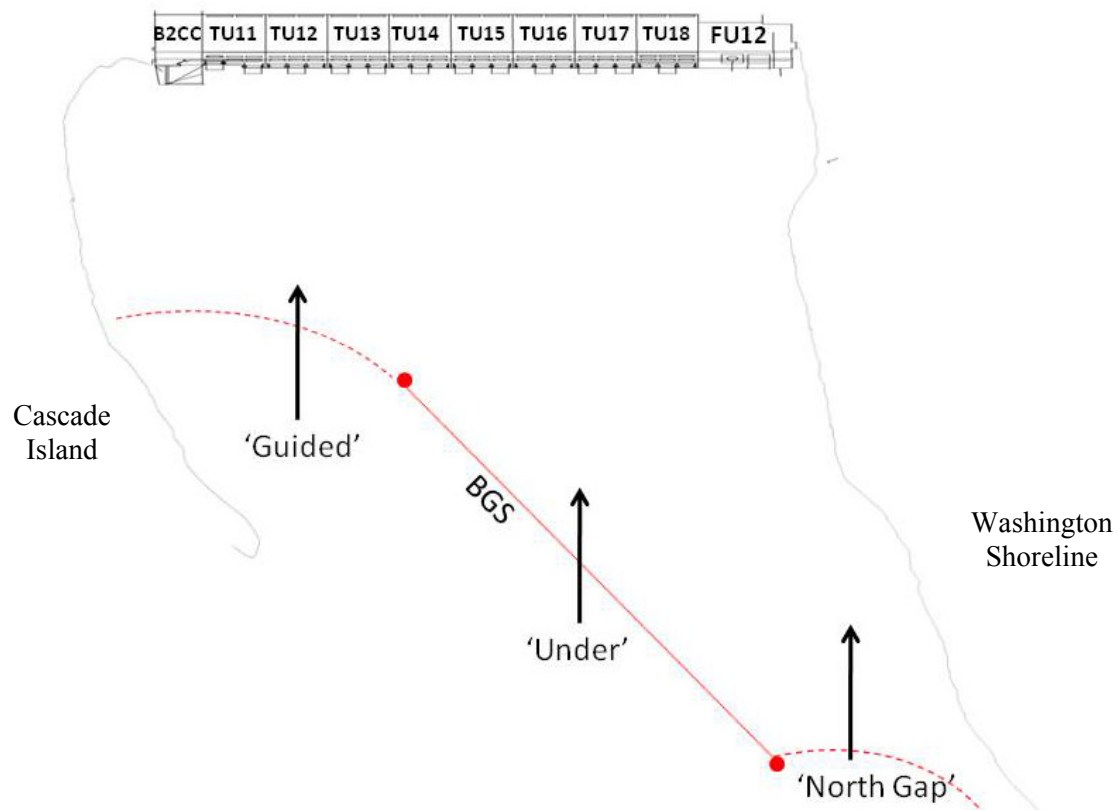 B2CC TU11 TU12 TU13 TU14 TU15 TU16 TU17 TU18 FU12
Cascade
Island
‘Guided’
BGS
‘Under’
Washington
Shoreline
‘North Gap’